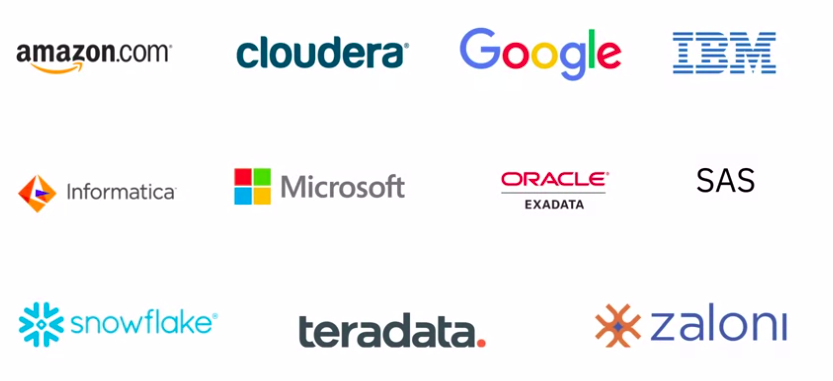 amazon.com®
cloudera®
Google
IBM®
Informatica
Microsoft
ORACLE®
EXADATA
SAS
snowflake®
teradata.
zaloni